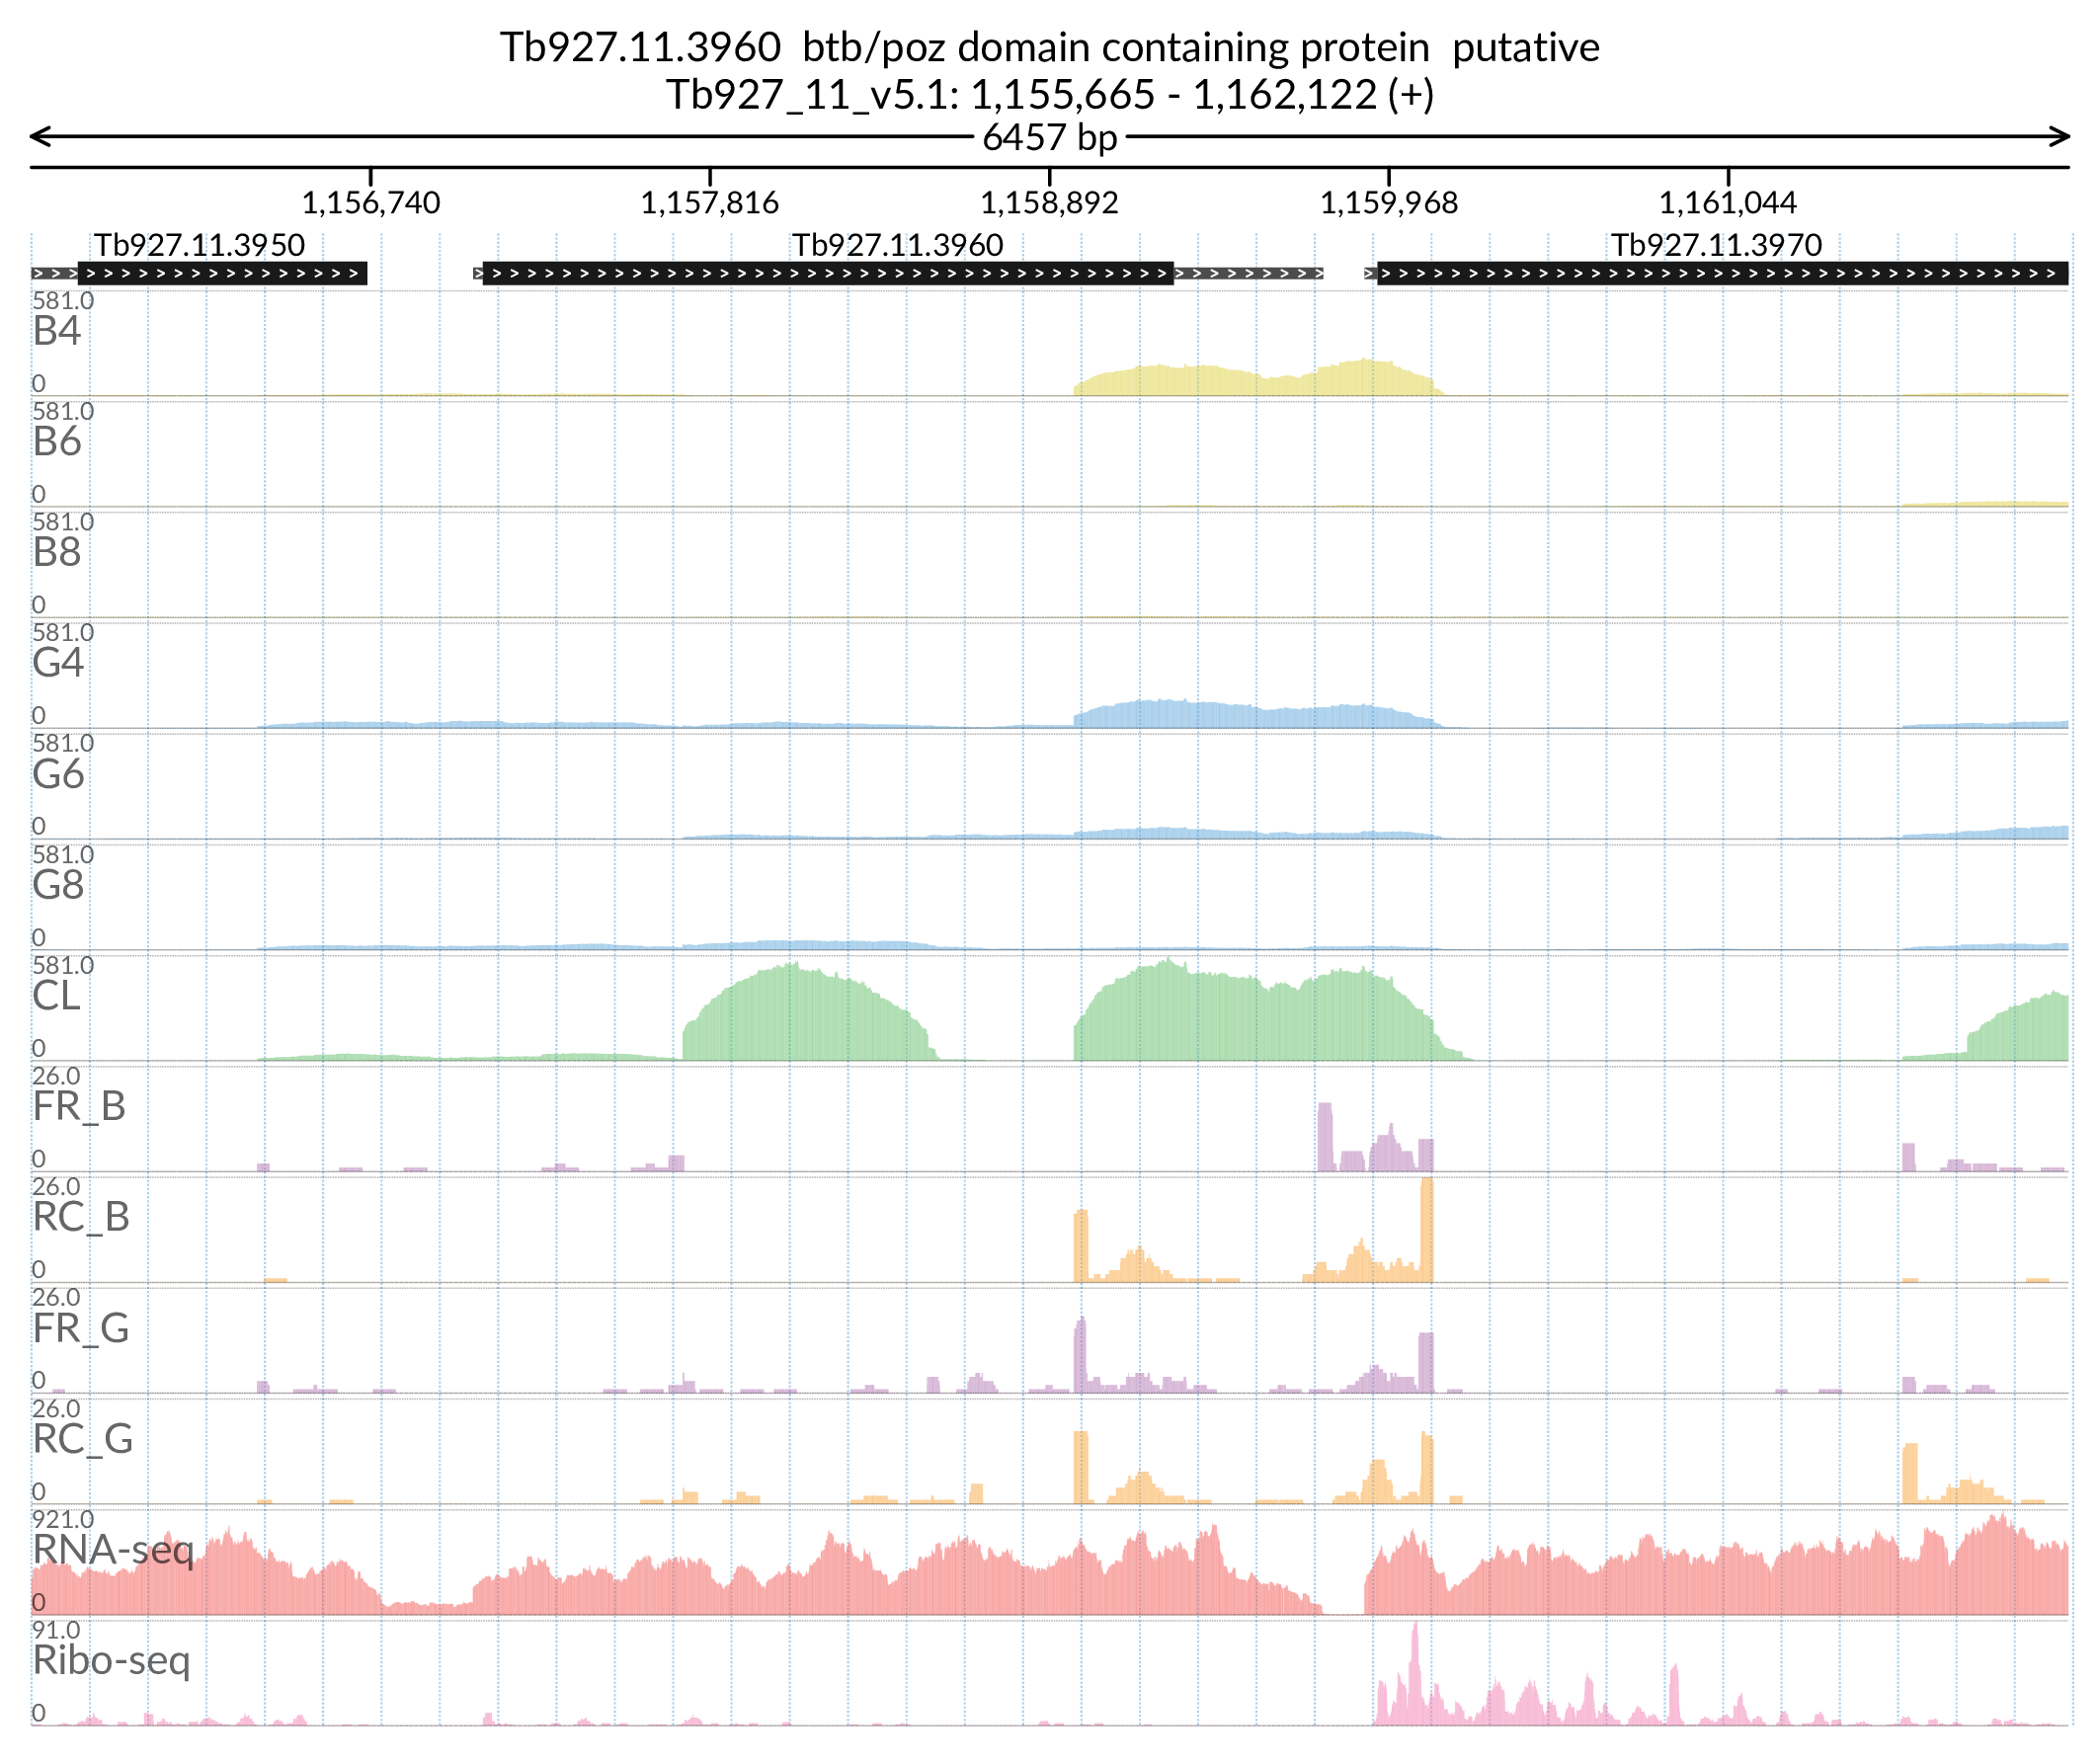 Tb927.11.3960 btb/poz domain containing protein putative
Tb927_11_v5.1: 1,155,665 - 1,162,122 (+)
6457 bp
1,156,740 1,157,816 1,158,892 1,159,968 1,161,044
Tb927.11.3950 Tb927.11.3960 Tb927.11.3970
581.0
B4
0
581.0
B6
0
581.0
B8
0
581.0
G4
0
581.0
G6
0
581.0
G8
0
581.0
CL
0
26.0
FR_B
0
26.0
RC_B
0
26.0
FR_G
0
26.0
RC_G
0
921.0
RNA-seq
0
91.0
Ribo-seq
0